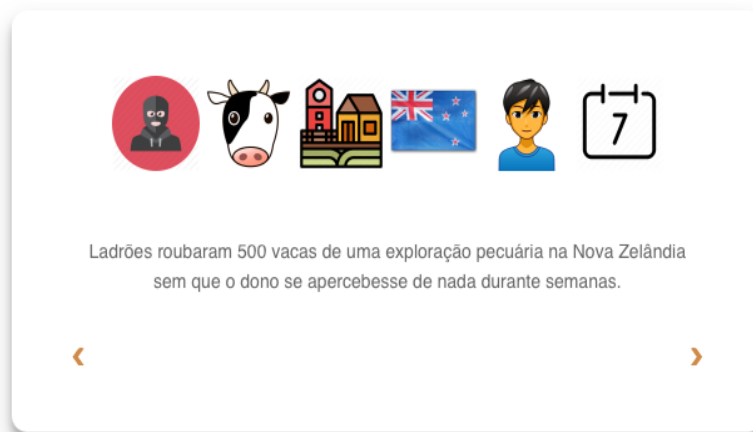 7
Ladrões roubaram 500 vacas de uma exploração pecuária na Nova Zelândia
sem que o dono se apercebesse de nada durante semanas.